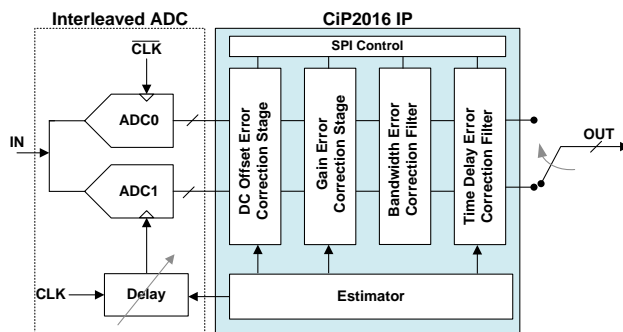 Interleaved ADC
CiP2016 IP
CLK
SPI Control
ADC0
IN
ADC1
DC Offset Error
Correction Stage
Gain Error
Correction Stage
Bandwidth Error
Correction Filter
Time Delay Error
Correction Filter
OUT
CLK
Delay
Estimator